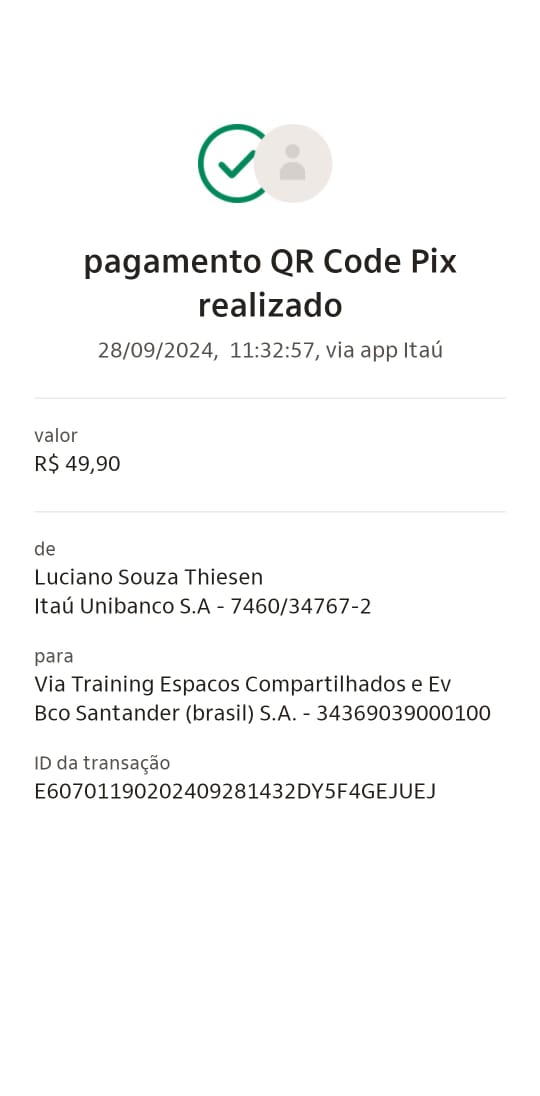 pagamento QR Code Pix
realizado
28/09/2024, 11:32:57, via app Itaú
valor
R$ 49,90
de
Luciano Souza Thiesen
Itaú Unibanco S.A - 7460/34767-2
para
Via Training Espacos Compartilhados e Ev
Bco Santander (brasil) S.A. - 34369039000100
ID da transação
E60701190202409281432DY5F4GEJUEJ